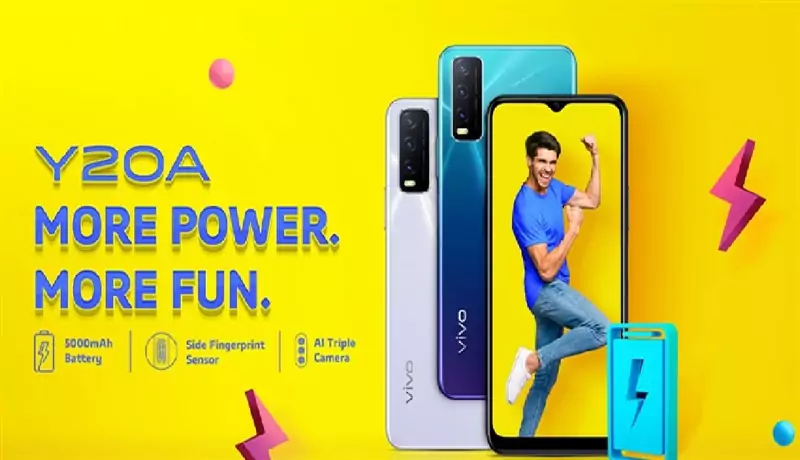 Y20A
MORE POWER.
MORE FUN.
5000mAh
Battery
Side Fingerprint
Sensor
AI Triple
Camera
vivo
vivo